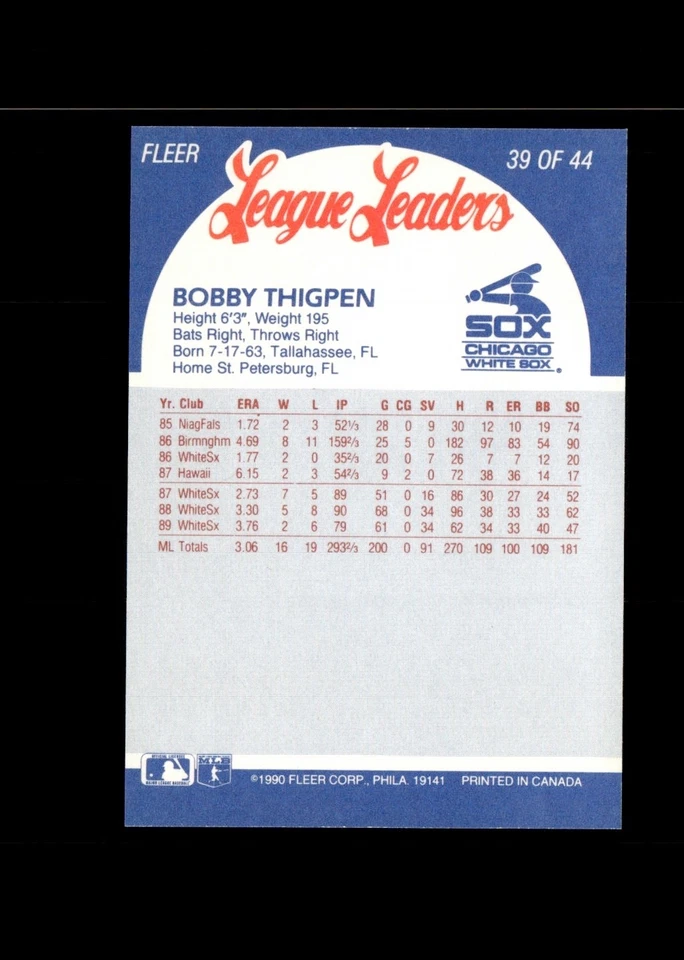 FLEER
39 OF 44
League Leaders
BOBBY THIGPEN
Height 6'3", Weight 195
Bats Right, Throws Right
Born 7-17-63, Tallahassee, FL
Home St. Petersburg, FL
SOX
CHICAGO
WHITE SOX ®
Yr. Club ERA W L IP G CG SV H R ER BB SO
85 NiagFals 1.72 2 3 52⅓ 28 0 9 30 12 10 19 74
86 Birmnghm 4.69 8 11 159⅔ 25 5 0 182 97 83 54 90
86 WhiteSx 1.77 2 0 35⅔ 20 0 7 26 7 7 12 20
87 Hawaii 6.15 2 3 54⅔ 9 2 0 72 38 36 14 17
87 WhiteSx 2.73 7 5 89 51 0 16 86 30 27 24 52
88 WhiteSx 3.30 5 8 90 68 0 34 96 38 33 33 62
89 WhiteSx 3.76 2 6 79 61 0 34 62 34 33 40 47
ML Totals 3.06 16 19 293⅔ 200 0 91 270 109 100 109 181
©1990 FLEER CORP., PHILA. 19141 PRINTED IN CANADA